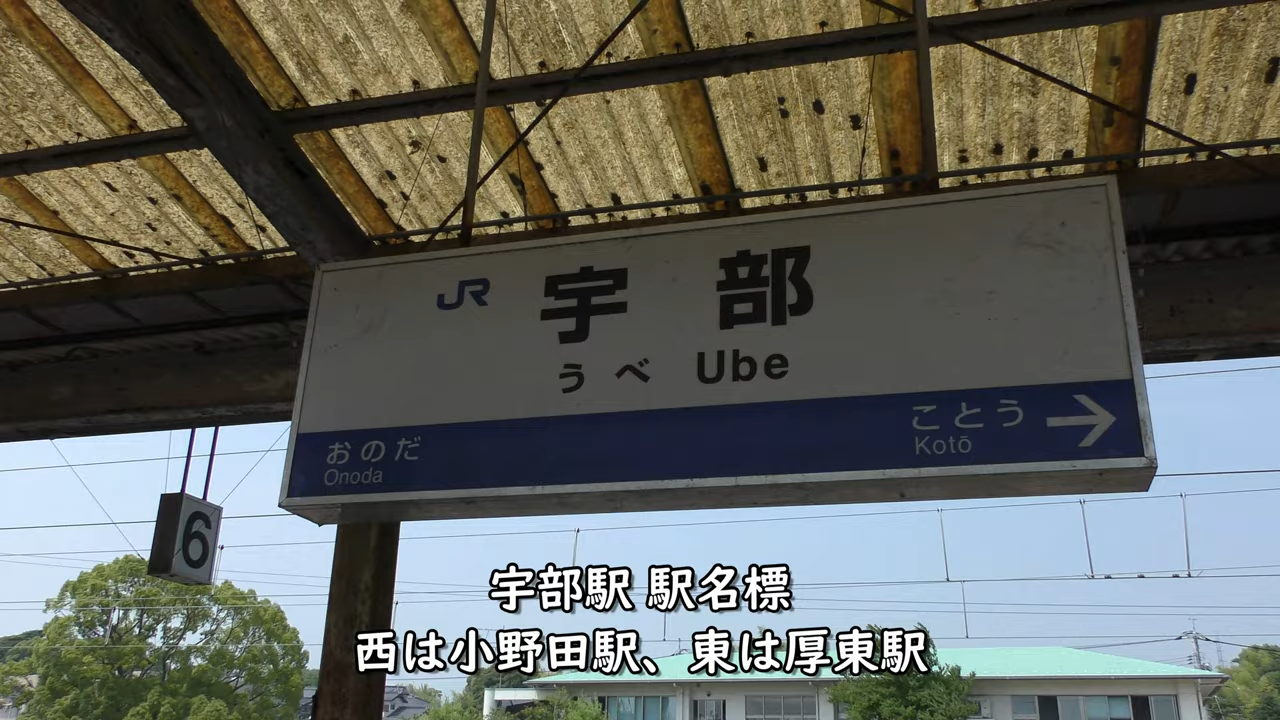 JR 宇部
うべ Ube
おのだ
Onoda
ことう →
Kotō
6
宇部駅 駅名標
西は小野田駅、東は厚東駅